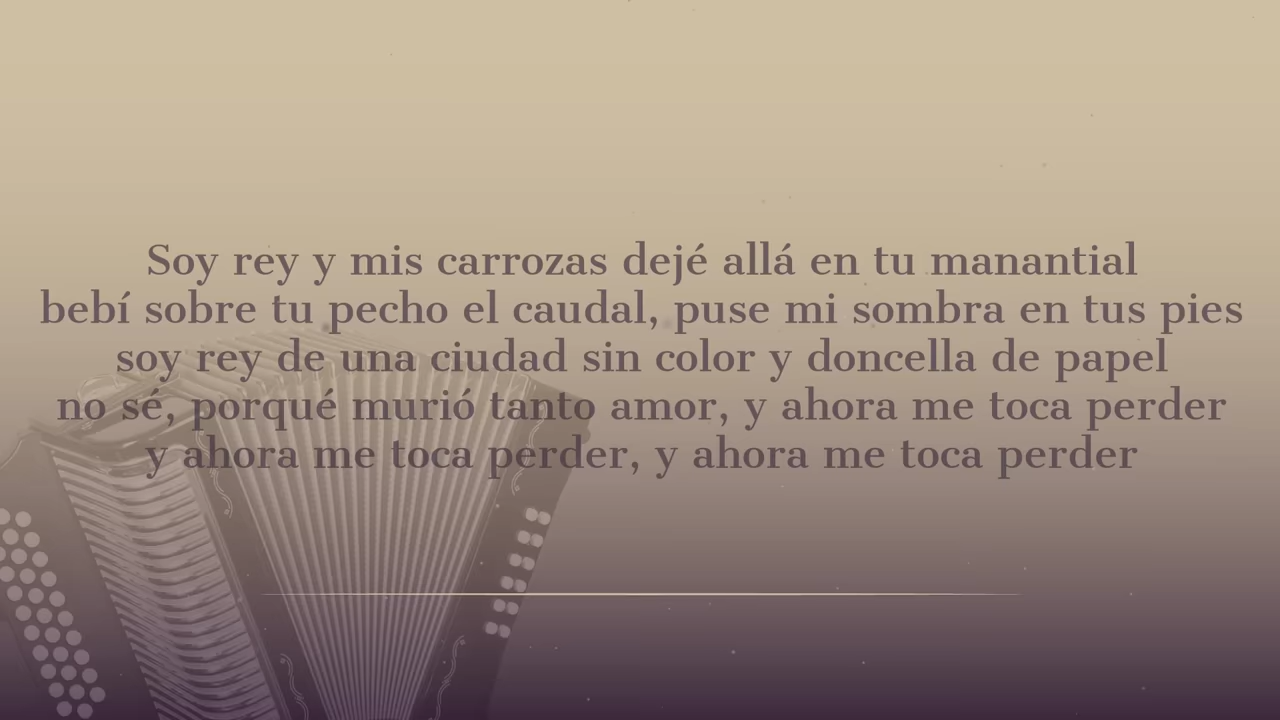 Soy rey y mis carrozas dejé allá en tu manantial
bebí sobre tu pecho el caudal, puse mi sombra en tus pies
soy rey de una ciudad sin color y doncella de papel
no sé, porqué murió tanto amor, y ahora me toca perder
y ahora me toca perder, y ahora me toca perder